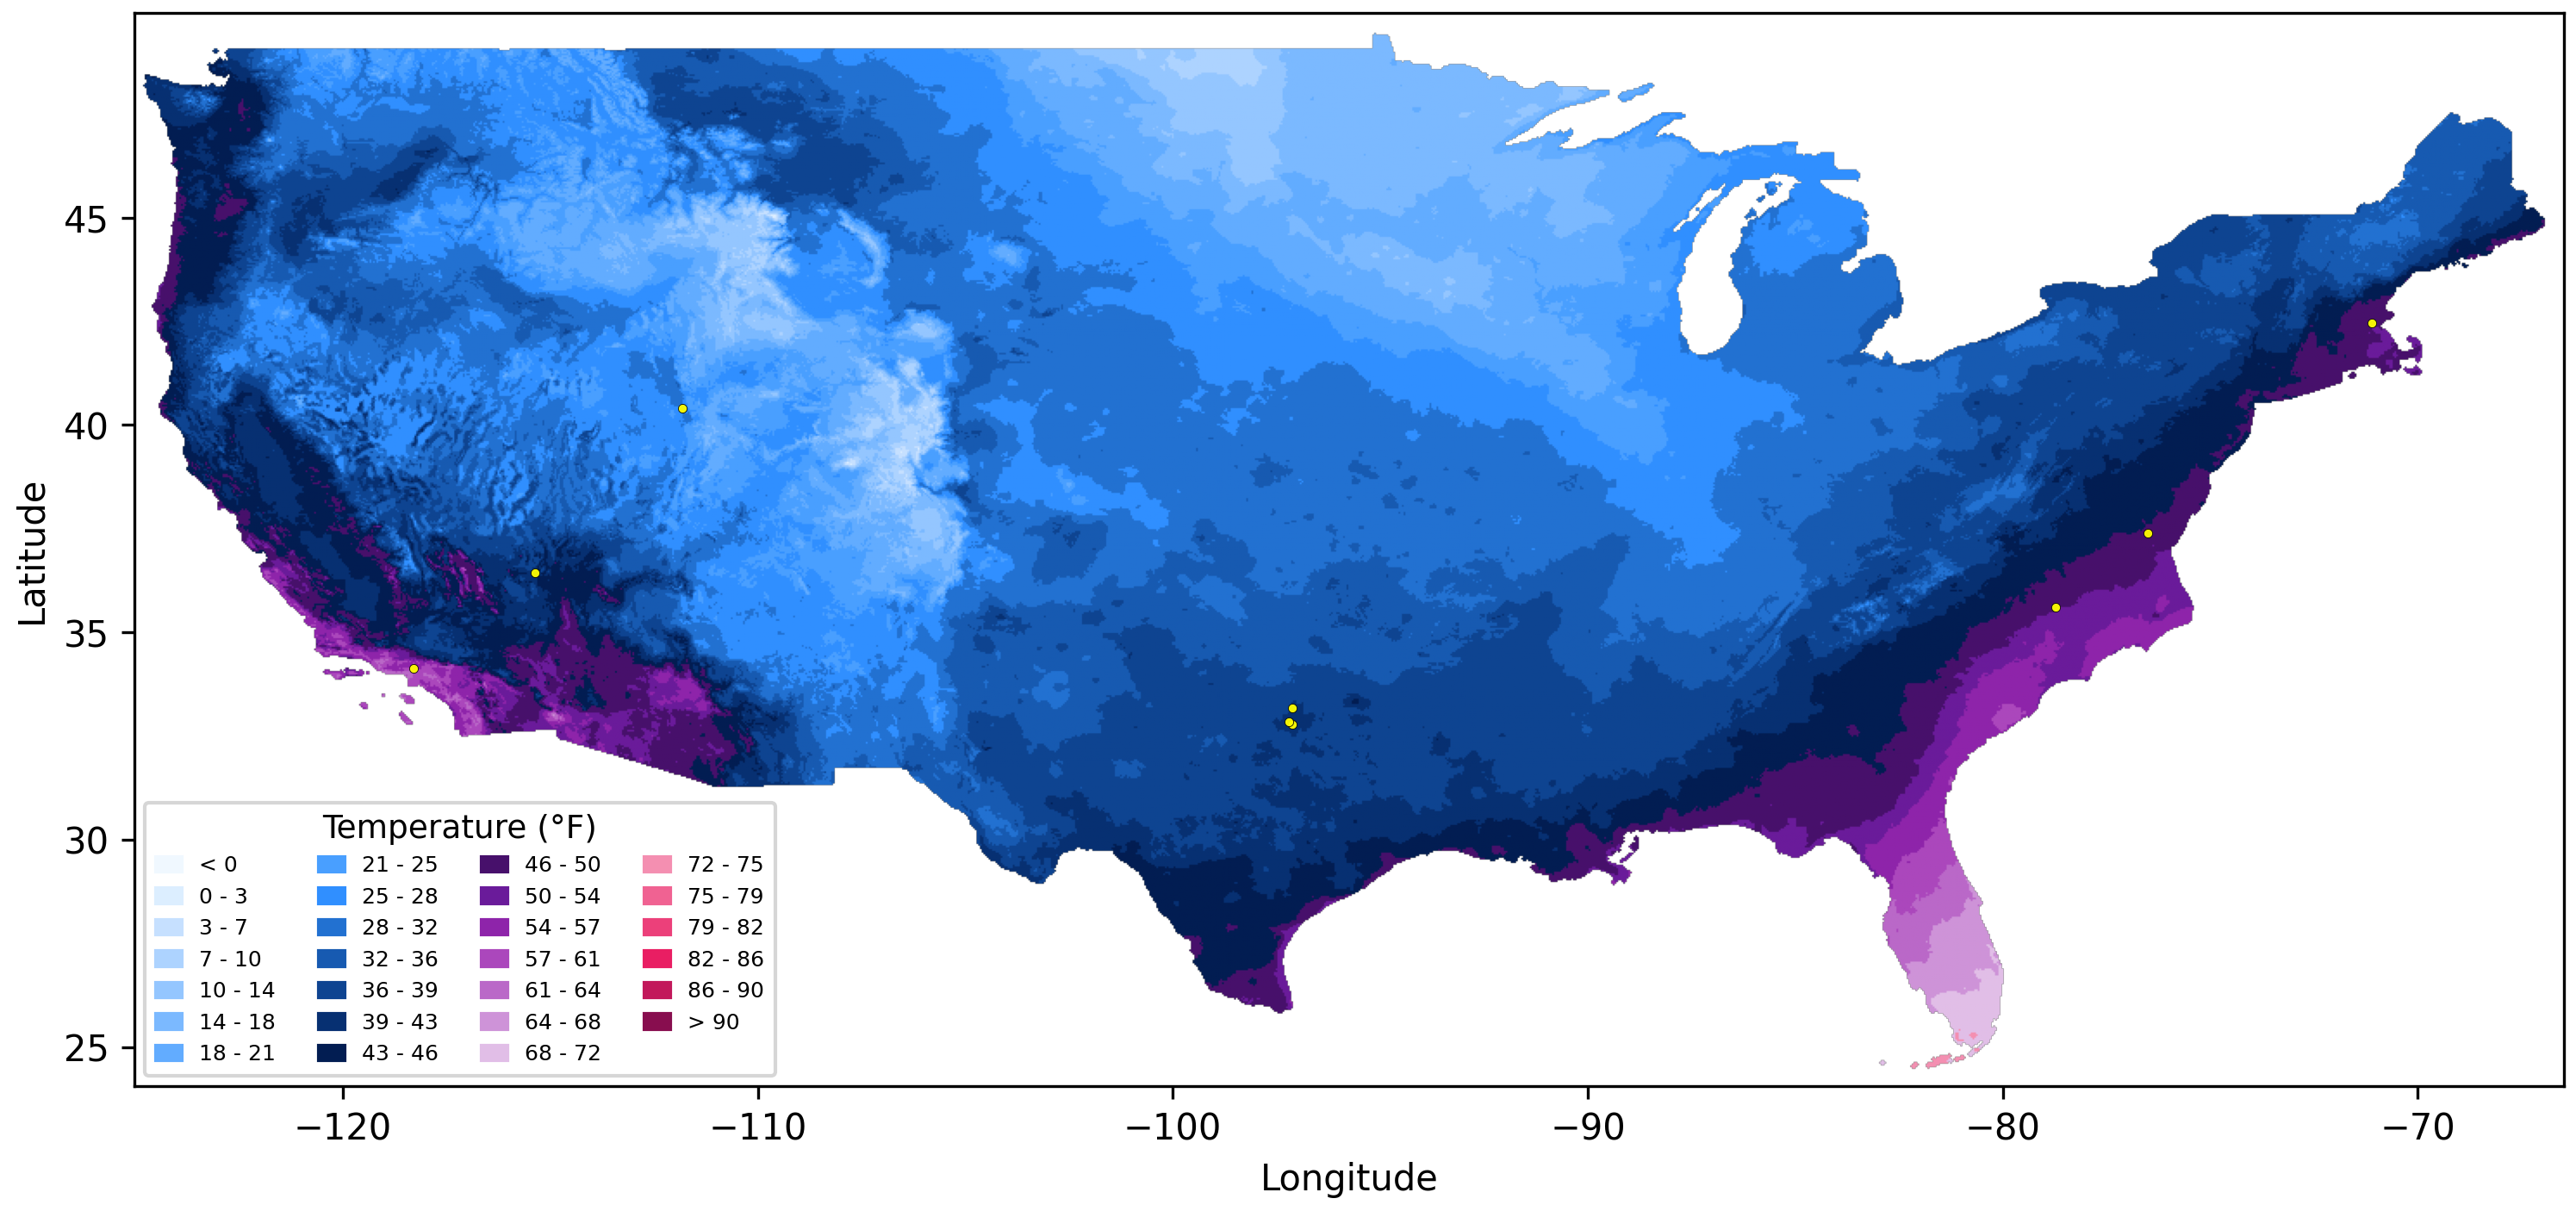 45
40
35
30
25
Latitude
Temperature (°F)
< 0
0 - 3
3 - 7
7 - 10
10 - 14
14 - 18
18 - 21
21 - 25
25 - 28
28 - 32
32 - 36
36 - 39
39 - 43
43 - 46
46 - 50
50 - 54
54 - 57
57 - 61
61 - 64
64 - 68
68 - 72
72 - 75
75 - 79
79 - 82
82 - 86
86 - 90
> 90
−120
−110
−100
−90
−80
−70
Longitude